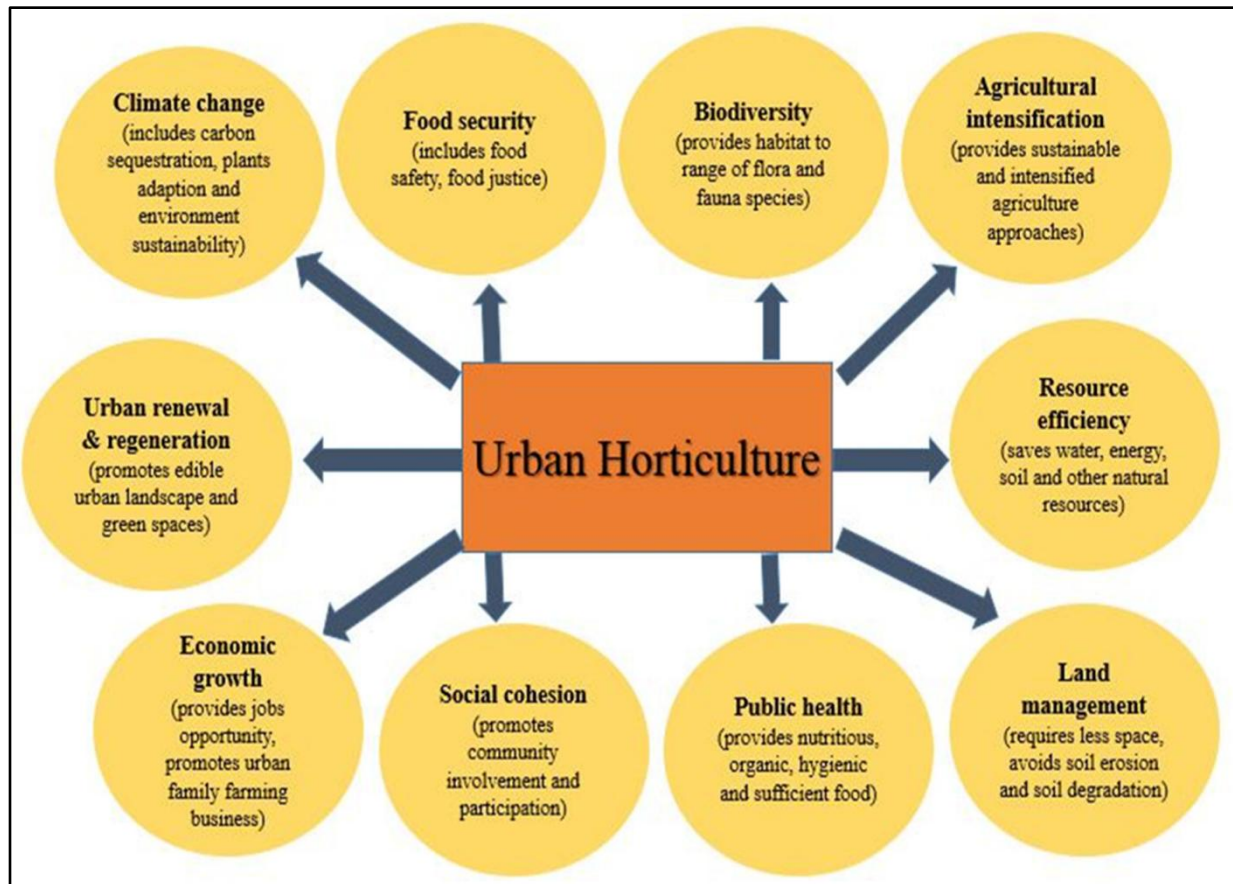 Climate change
(includes carbon
sequestration, plants
adaption and
environment
sustainability)
Food security
(includes food
safety, food justice)
Biodiversity
(provides habitat to
range of flora and
fauna species)
Agricultural
intensification
(provides sustainable
and intensified
agriculture
approaches)
Urban renewal
& regeneration
(promotes edible
urban landscape and
green spaces)
Urban Horticulture
Resource
efficiency
(saves water, energy,
soil and other natural
resources)
Economic
growth
(provides jobs
opportunity,
promotes urban
family farming
business)
Social cohesion
(promotes
community
involvement and
participation)
Public health
(provides nutritious,
organic, hygienic
and sufficient food)
Land
management
(requires less space,
avoids soil erosion
and soil degradation)